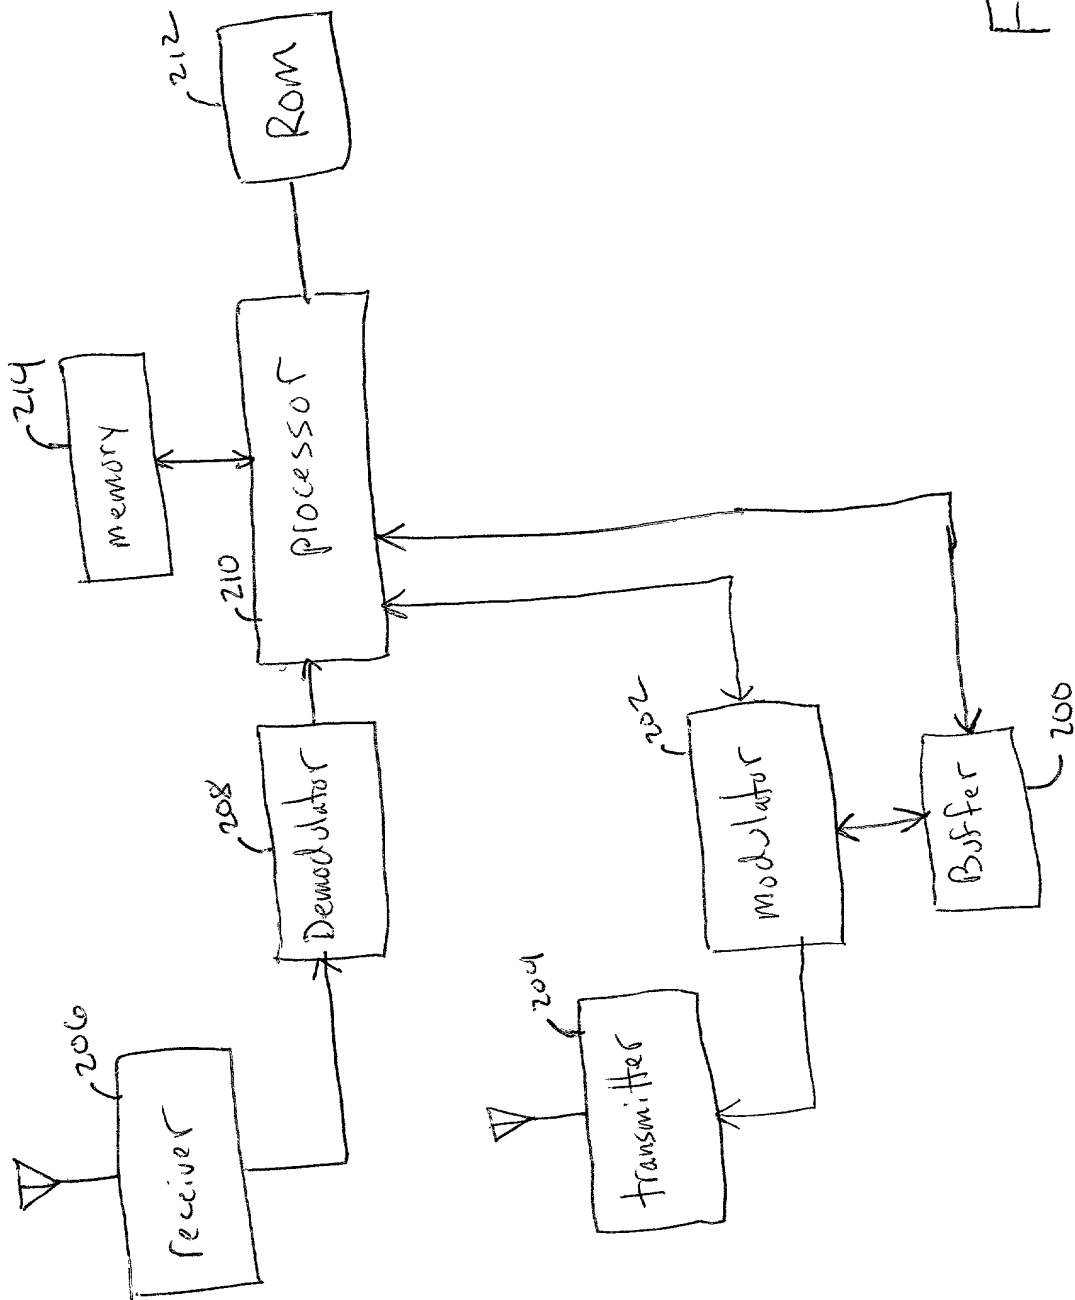 206
receiver
208
Demodulator
210
processor
214
memory
212
ROM
204
transmitter
202
modulator
Buffer
200